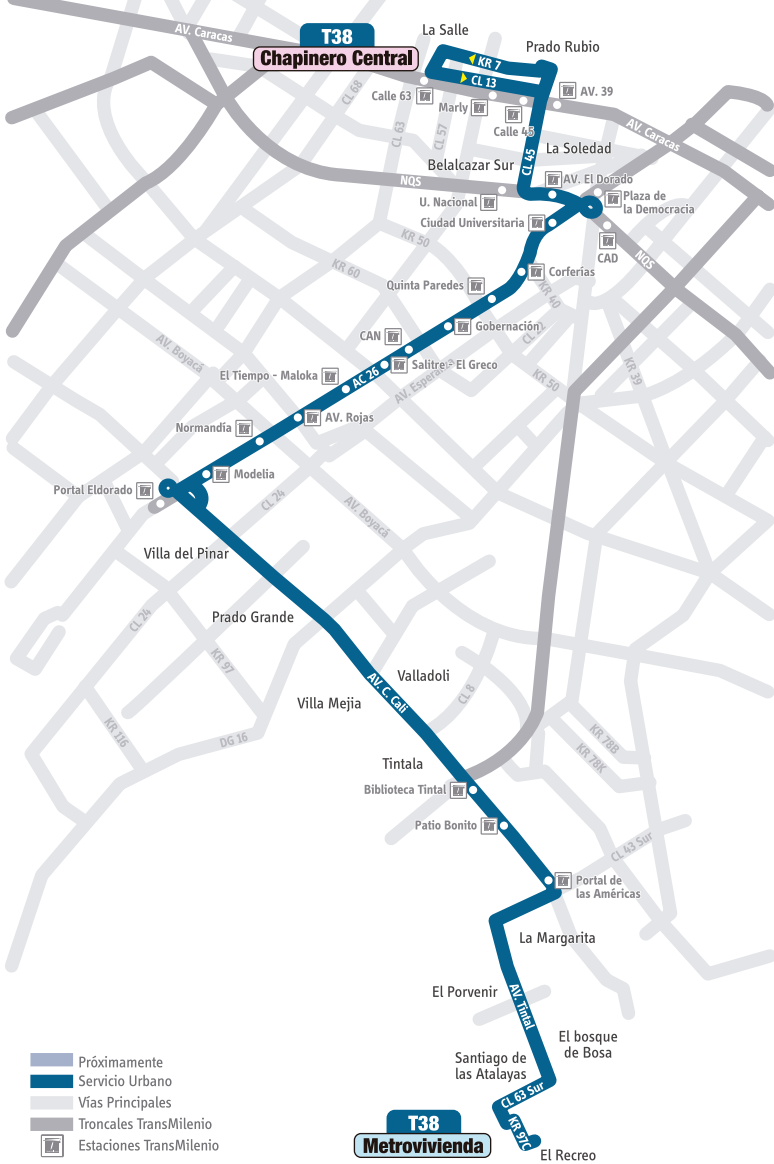 La Salle
T38
Chapinero Central
AV. Caracas
Prado Rubio
KR 7
CL 13
CL 68
Calle 63
Marly
Calle 45
AV. 39
AV. Caracas
CL 63
CL 57
CL 45
La Soledad
Belalcazar Sur
NQS
AV. El Dorado
U. Nacional
Plaza de
la Democracia
Ciudad Universitaria
CAD
NQS
KR 50
KR 60
Corferias
Quinta Paredes
KR 40
Gobernación
CAN
AV. Boyacá
Salitre - El Greco
El Tiempo - Maloka
AC 26
KR 50
KR 39
AV. Rojas
Normandía
Modelia
Portal Eldorado
CL 24
AV. Boyacá
Villa del Pinar
Prado Grande
CL 24
KR 97
Valladoli
AV. C. Cali
Villa Mejia
CL 8
KR 116
DG 16
KR 78B
KR 78K
Tintala
Biblioteca Tintal
Patio Bonito
CL 43 Sur
Portal de
las Américas
La Margarita
El Porvenir
AV. Tintal
El bosque
de Bosa
Santiago de
las Atalayas
CL 63 Sur
KR 97C
El Recreo
T38
Metrovivienda
Próximamente
Servicio Urbano
Vías Principales
Troncales TransMilenio
Estaciones TransMilenio